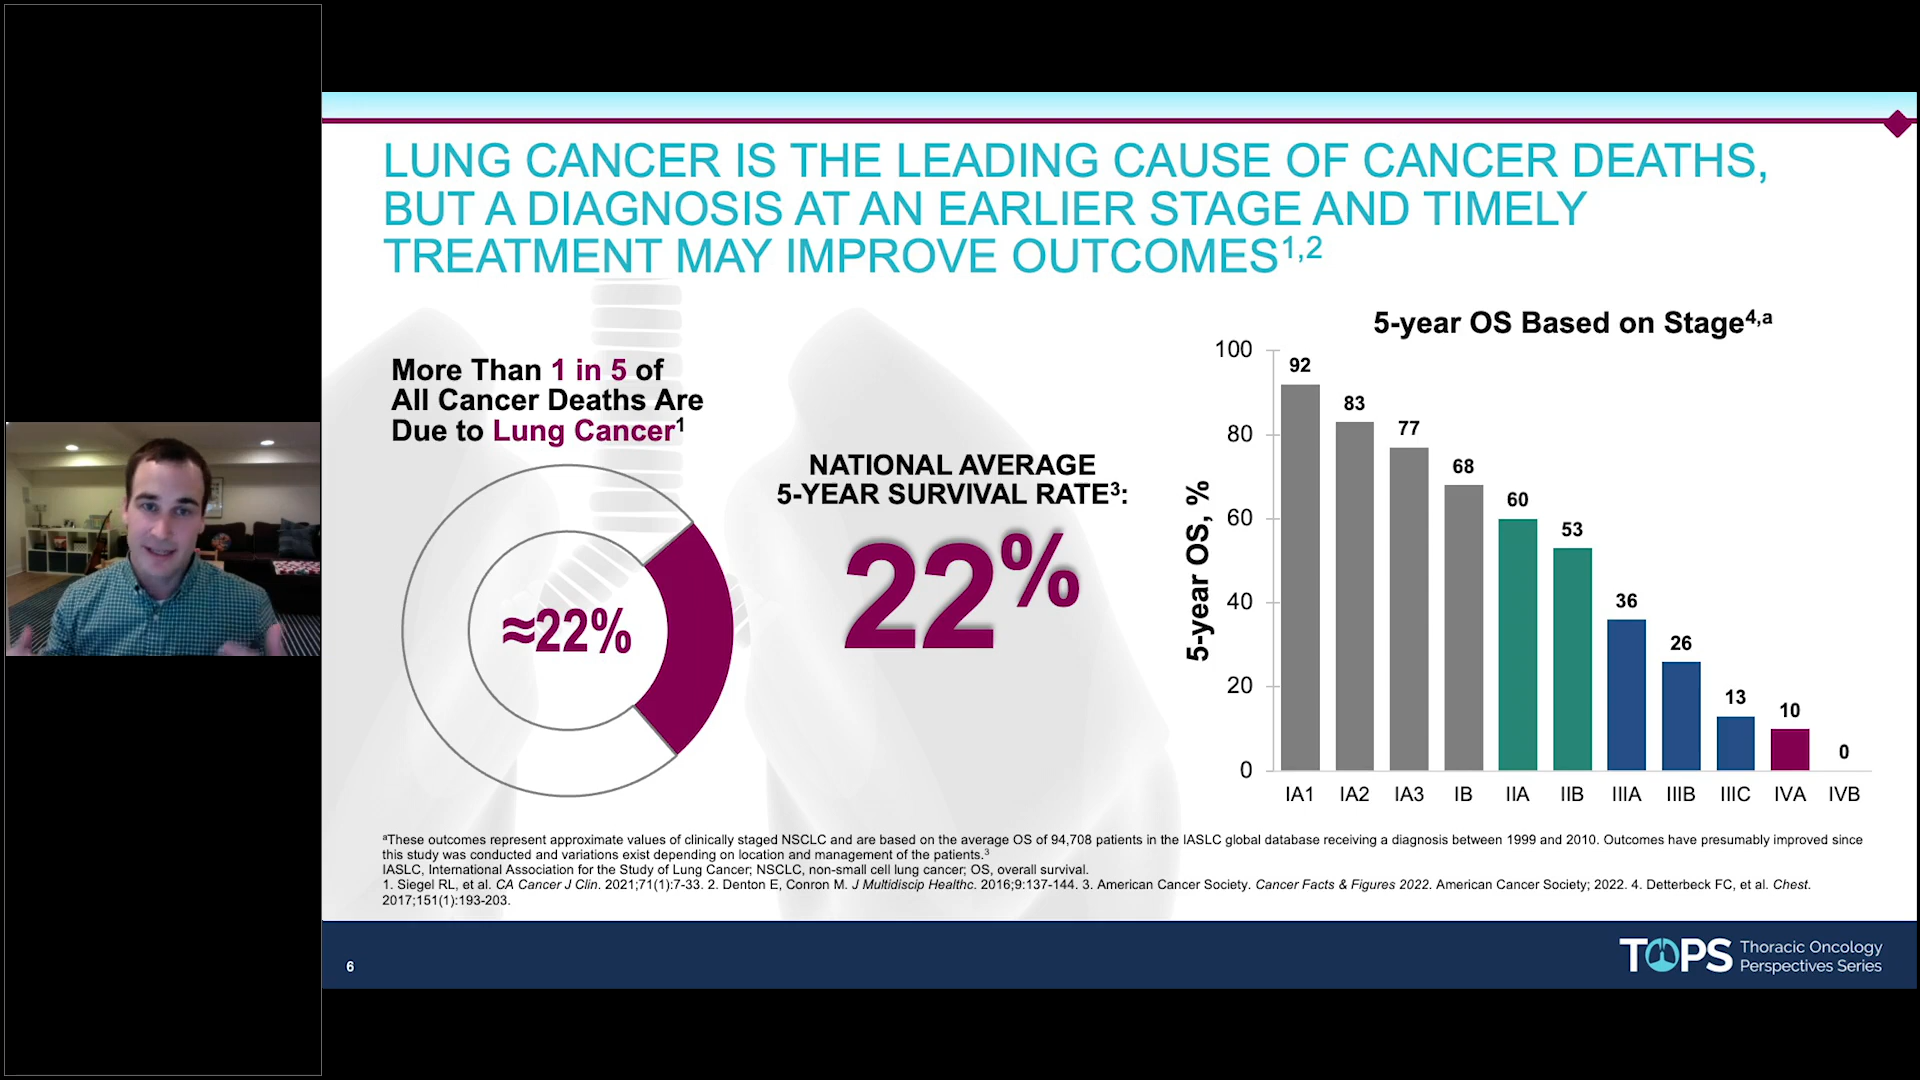 LUNG CANCER IS THE LEADING CAUSE OF CANCER DEATHS,
BUT A DIAGNOSIS AT AN EARLIER STAGE AND TIMELY
TREATMENT MAY IMPROVE OUTCOMES1,2
More Than 1 in 5 of
All Cancer Deaths Are
Due to Lung Cancer1
≈22%
NATIONAL AVERAGE
5-YEAR SURVIVAL RATE3:
22%
5-year OS Based on Stage4,a
5-year OS, %
100
80
60
40
20
0
92
83
77
68
60
53
36
26
13
10
0
IA1 IA2 IA3 IB IIA IIB IIIA IIIB IIIC IVA IVB
aThese outcomes represent approximate values of clinically staged NSCLC and are based on the average OS of 94,708 patients in the IASLC global database receiving a diagnosis between 1999 and 2010. Outcomes have presumably improved since
this study was conducted and variations exist depending on location and management of the patients.3
IASLC, International Association for the Study of Lung Cancer; NSCLC, non-small cell lung cancer; OS, overall survival.
1. Siegel RL, et al. CA Cancer J Clin. 2021;71(1):7-33. 2. Denton E, Conron M. J Multidiscip Healthc. 2016;9:137-144. 3. American Cancer Society. Cancer Facts & Figures 2022. American Cancer Society; 2022. 4. Detterbeck FC, et al. Chest.
2017;151(1):193-203.
6
TOPS
Thoracic Oncology
Perspectives Series